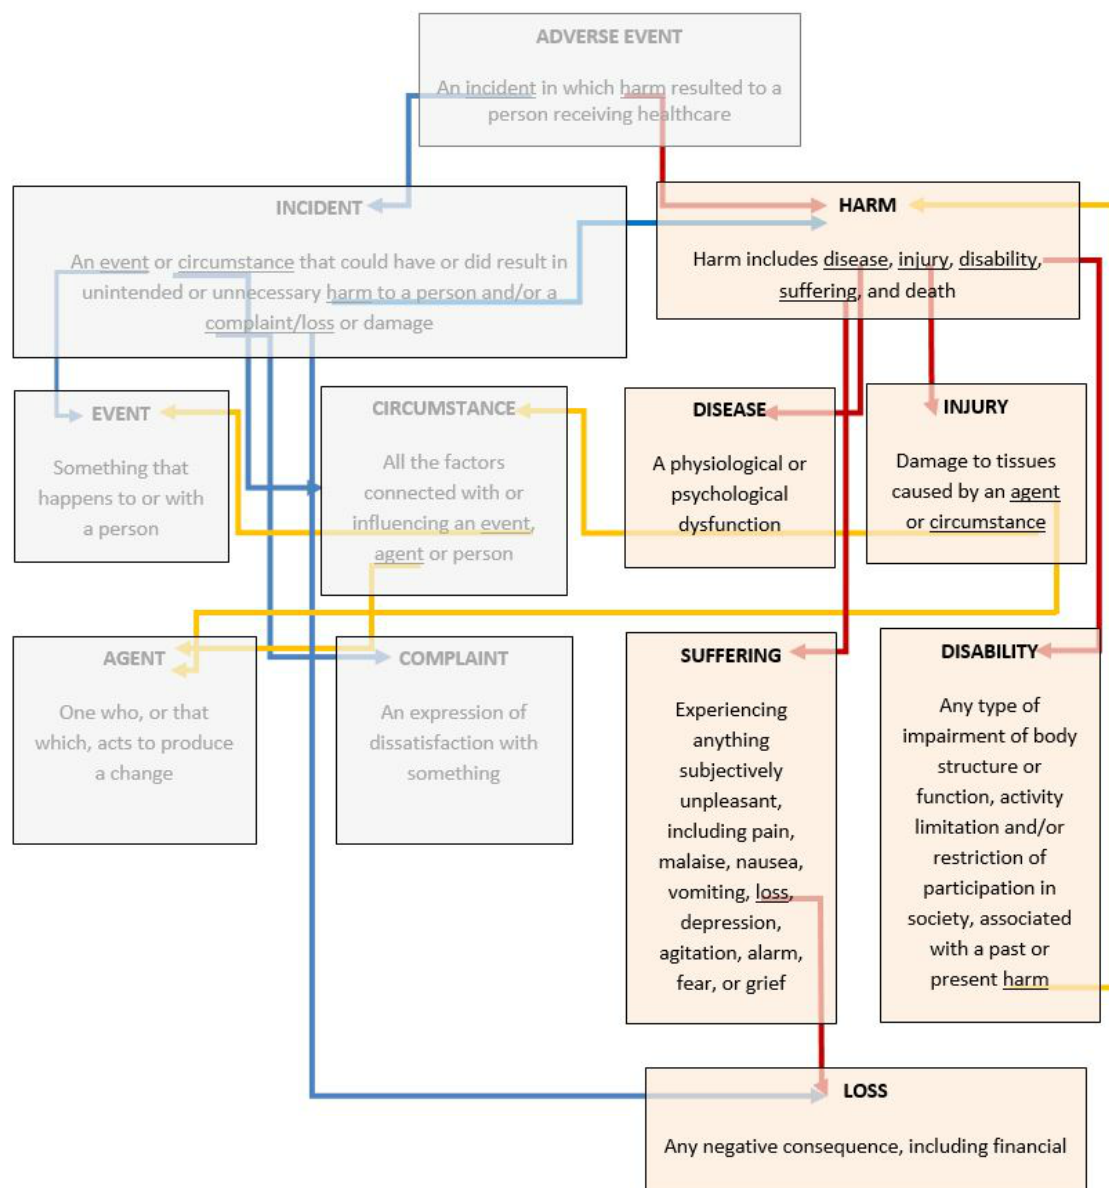 ADVERSE EVENT
An incident in which harm resulted to a
person receiving healthcare
INCIDENT
An event or circumstance that could have or did result in
unintended or unnecessary harm to a person and/or a
complaint/loss or damage
HARM
Harm includes disease, injury, disability,
suffering, and death
EVENT
Something that
happens to or with
a person
CIRCUMSTANCE
All the factors
connected with or
influencing an event,
agent or person
DISEASE
A physiological or
psychological
dysfunction
INJURY
Damage to tissues
caused by an agent
or circumstance
AGENT
One who, or that
which, acts to produce
a change
COMPLAINT
An expression of
dissatisfaction with
something
SUFFERING
Experiencing
anything
subjectively
unpleasant,
including pain,
malaise, nausea,
vomiting, loss,
depression,
agitation, alarm,
fear, or grief
DISABILITY
Any type of
impairment of body
structure or
function, activity
limitation and/or
restriction of
participation in
society, associated
with a past or
present harm
LOSS
Any negative consequence, including financial